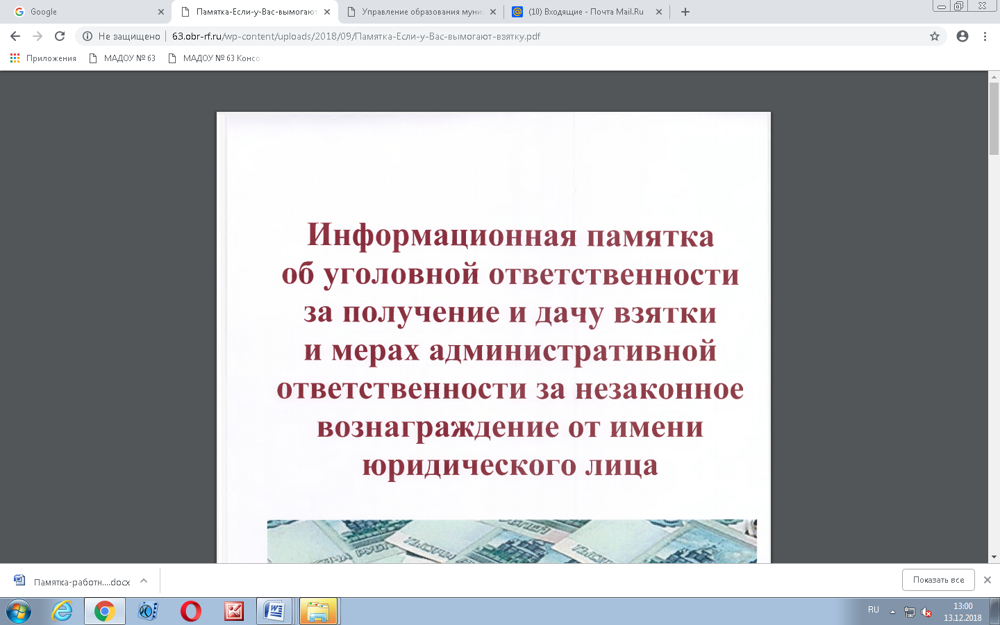 Google
Памятка-Если-у-Вас-вымогают
Управление образования муни
(10) Входящие - Почта Mail.Ru
Не защищено
63.obr-rf.ru/wp-content/uploads/2018/09/Памятка-Если-у-Вас-вымогают-взятку.pdf
Приложения
МАДОУ № 63
МАДОУ № 63 Консо
Информационная памятка
об уголовной ответственности
за получение и дачу взятки
и мерах административной
ответственности за незаконное
вознаграждение от имени
юридического лица
Памятка-работн....docx
Показать все
RU
13:00
13.12.2018